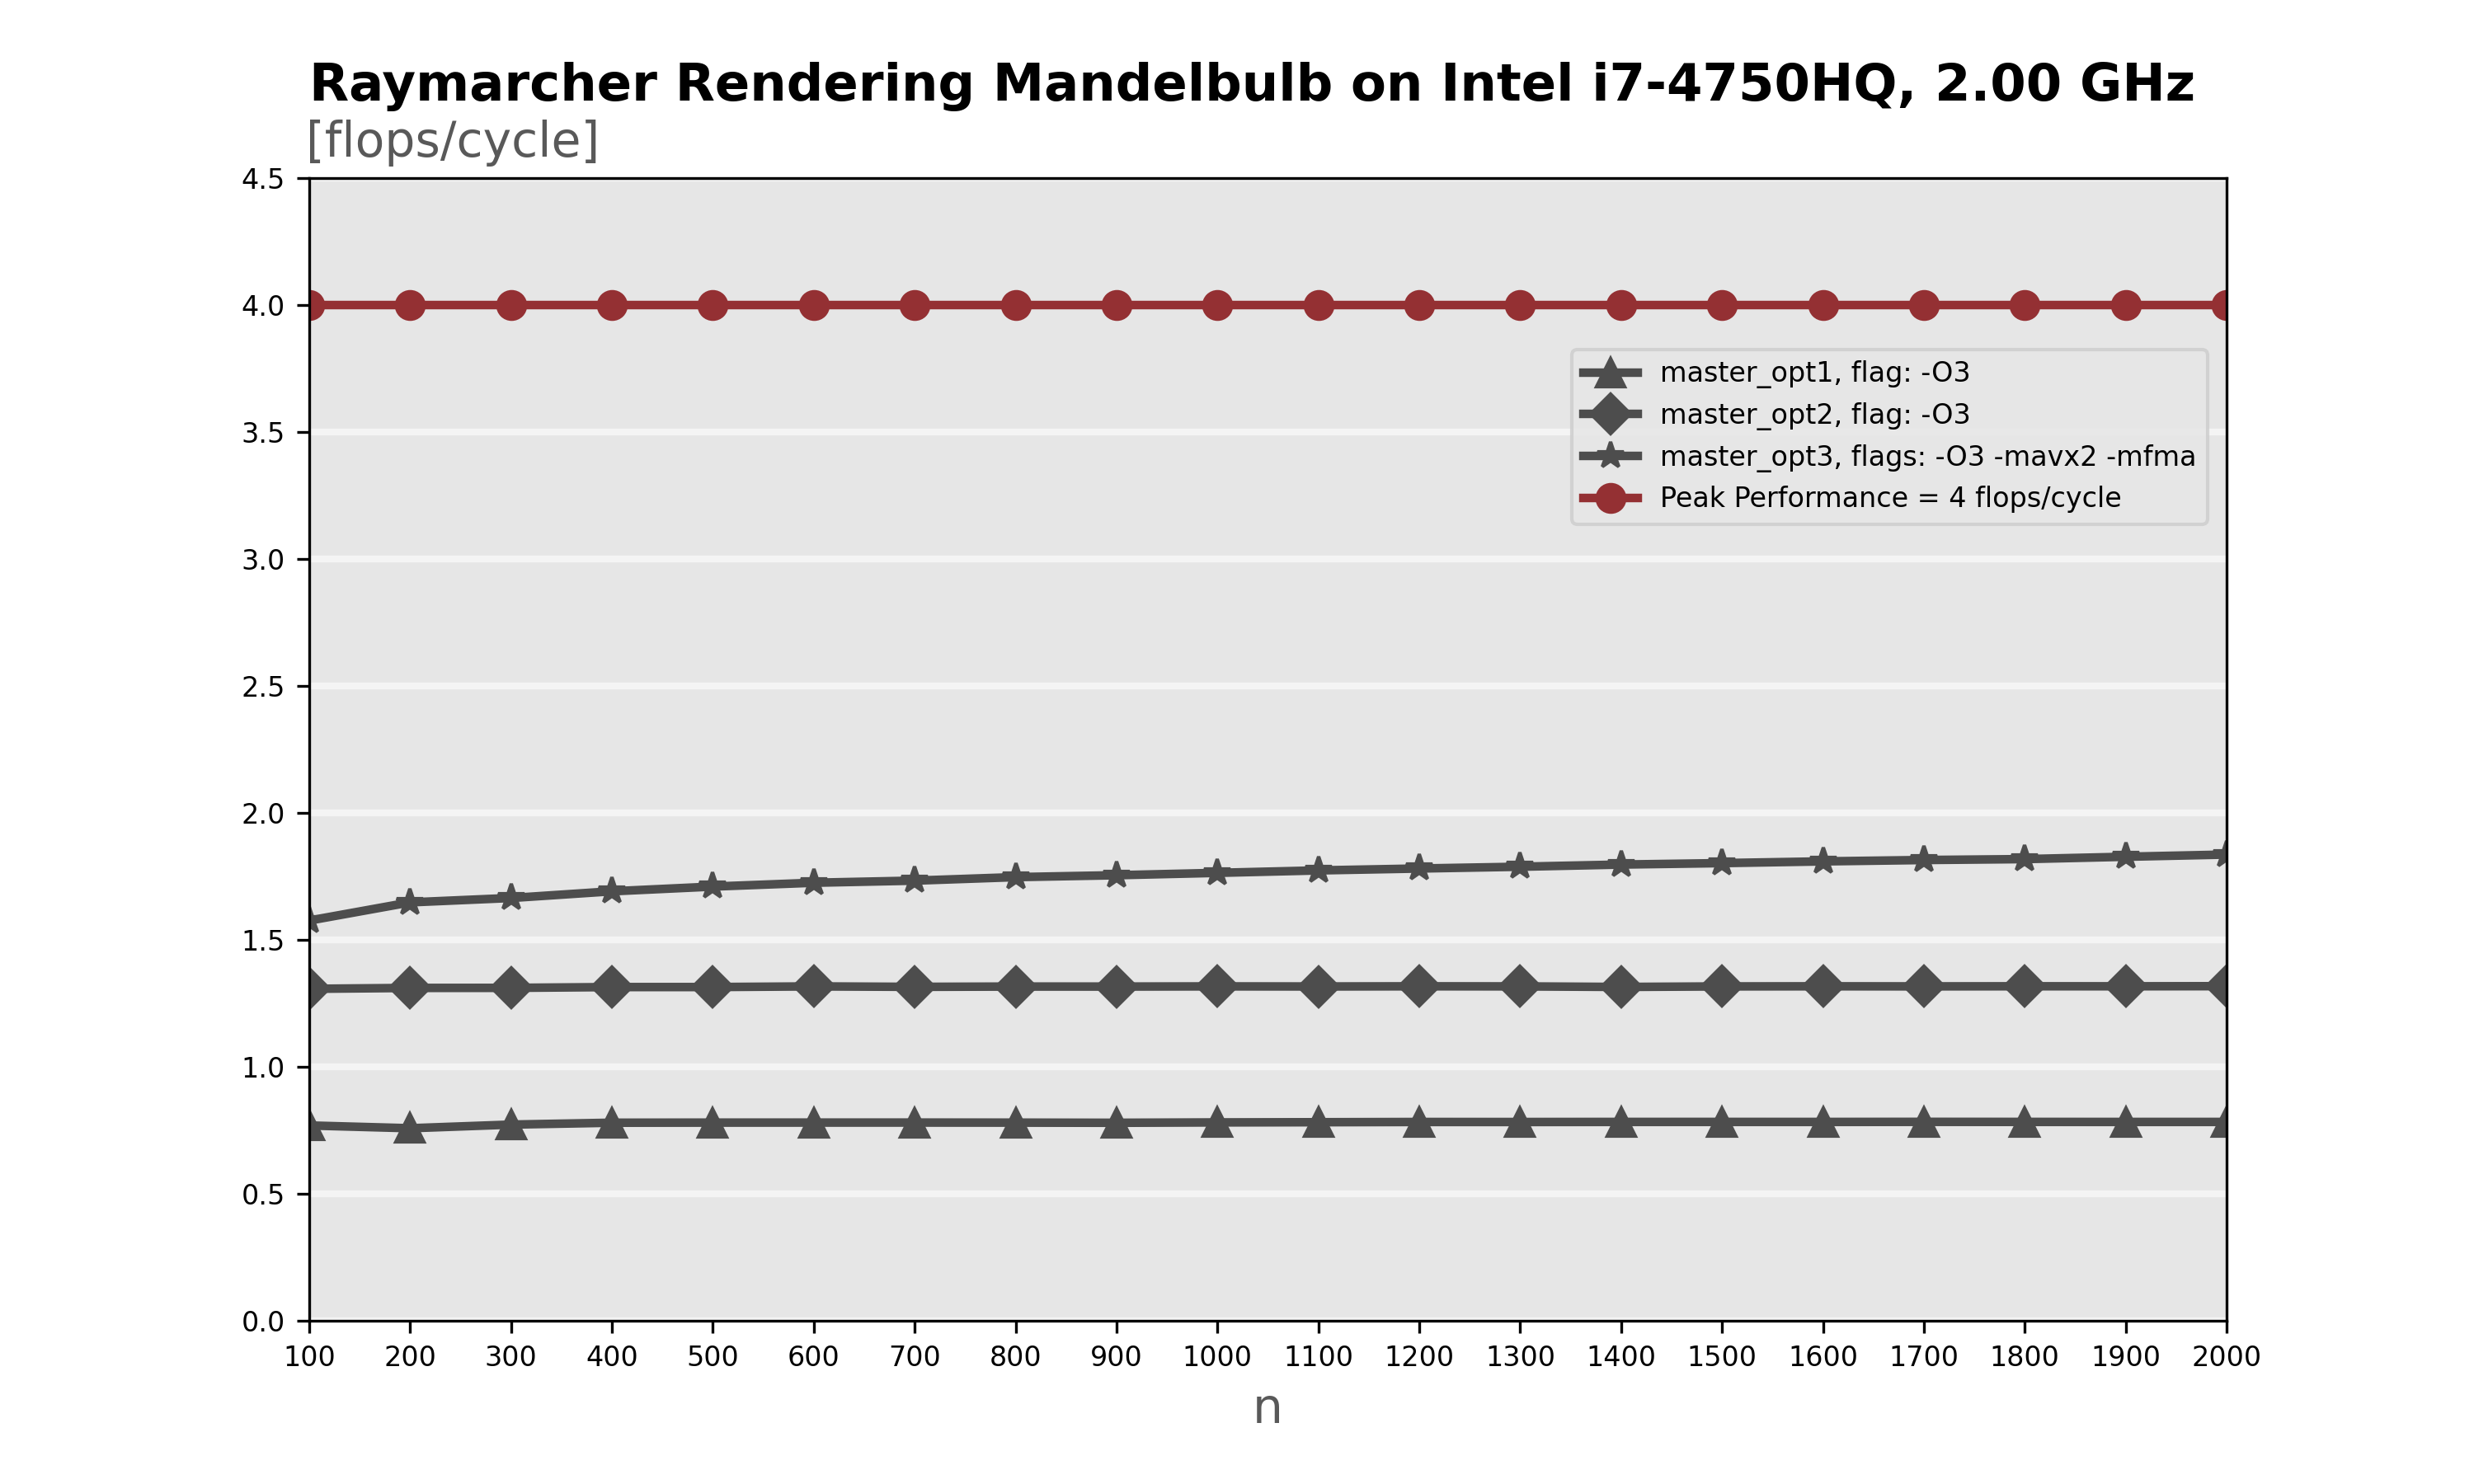 Raymarcher Rendering Mandelbulb on Intel i7-4750HQ, 2.00 GHz
[flops/cycle]
4.5
4.0
master_opt1, flag: -O3
master_opt2, flag: -O3
3.5
master_opt3, flags: -O3 -mavx2 -mfma
Peak Performance = 4 flops/cycle
3.0
2.5
2.0
1.5
1.0
0.5
0.0
100 200 300 400 500 600 700 800 900 1000 1100 1200 1300 1400 1500 1600 1700 1800 1900 2000
n